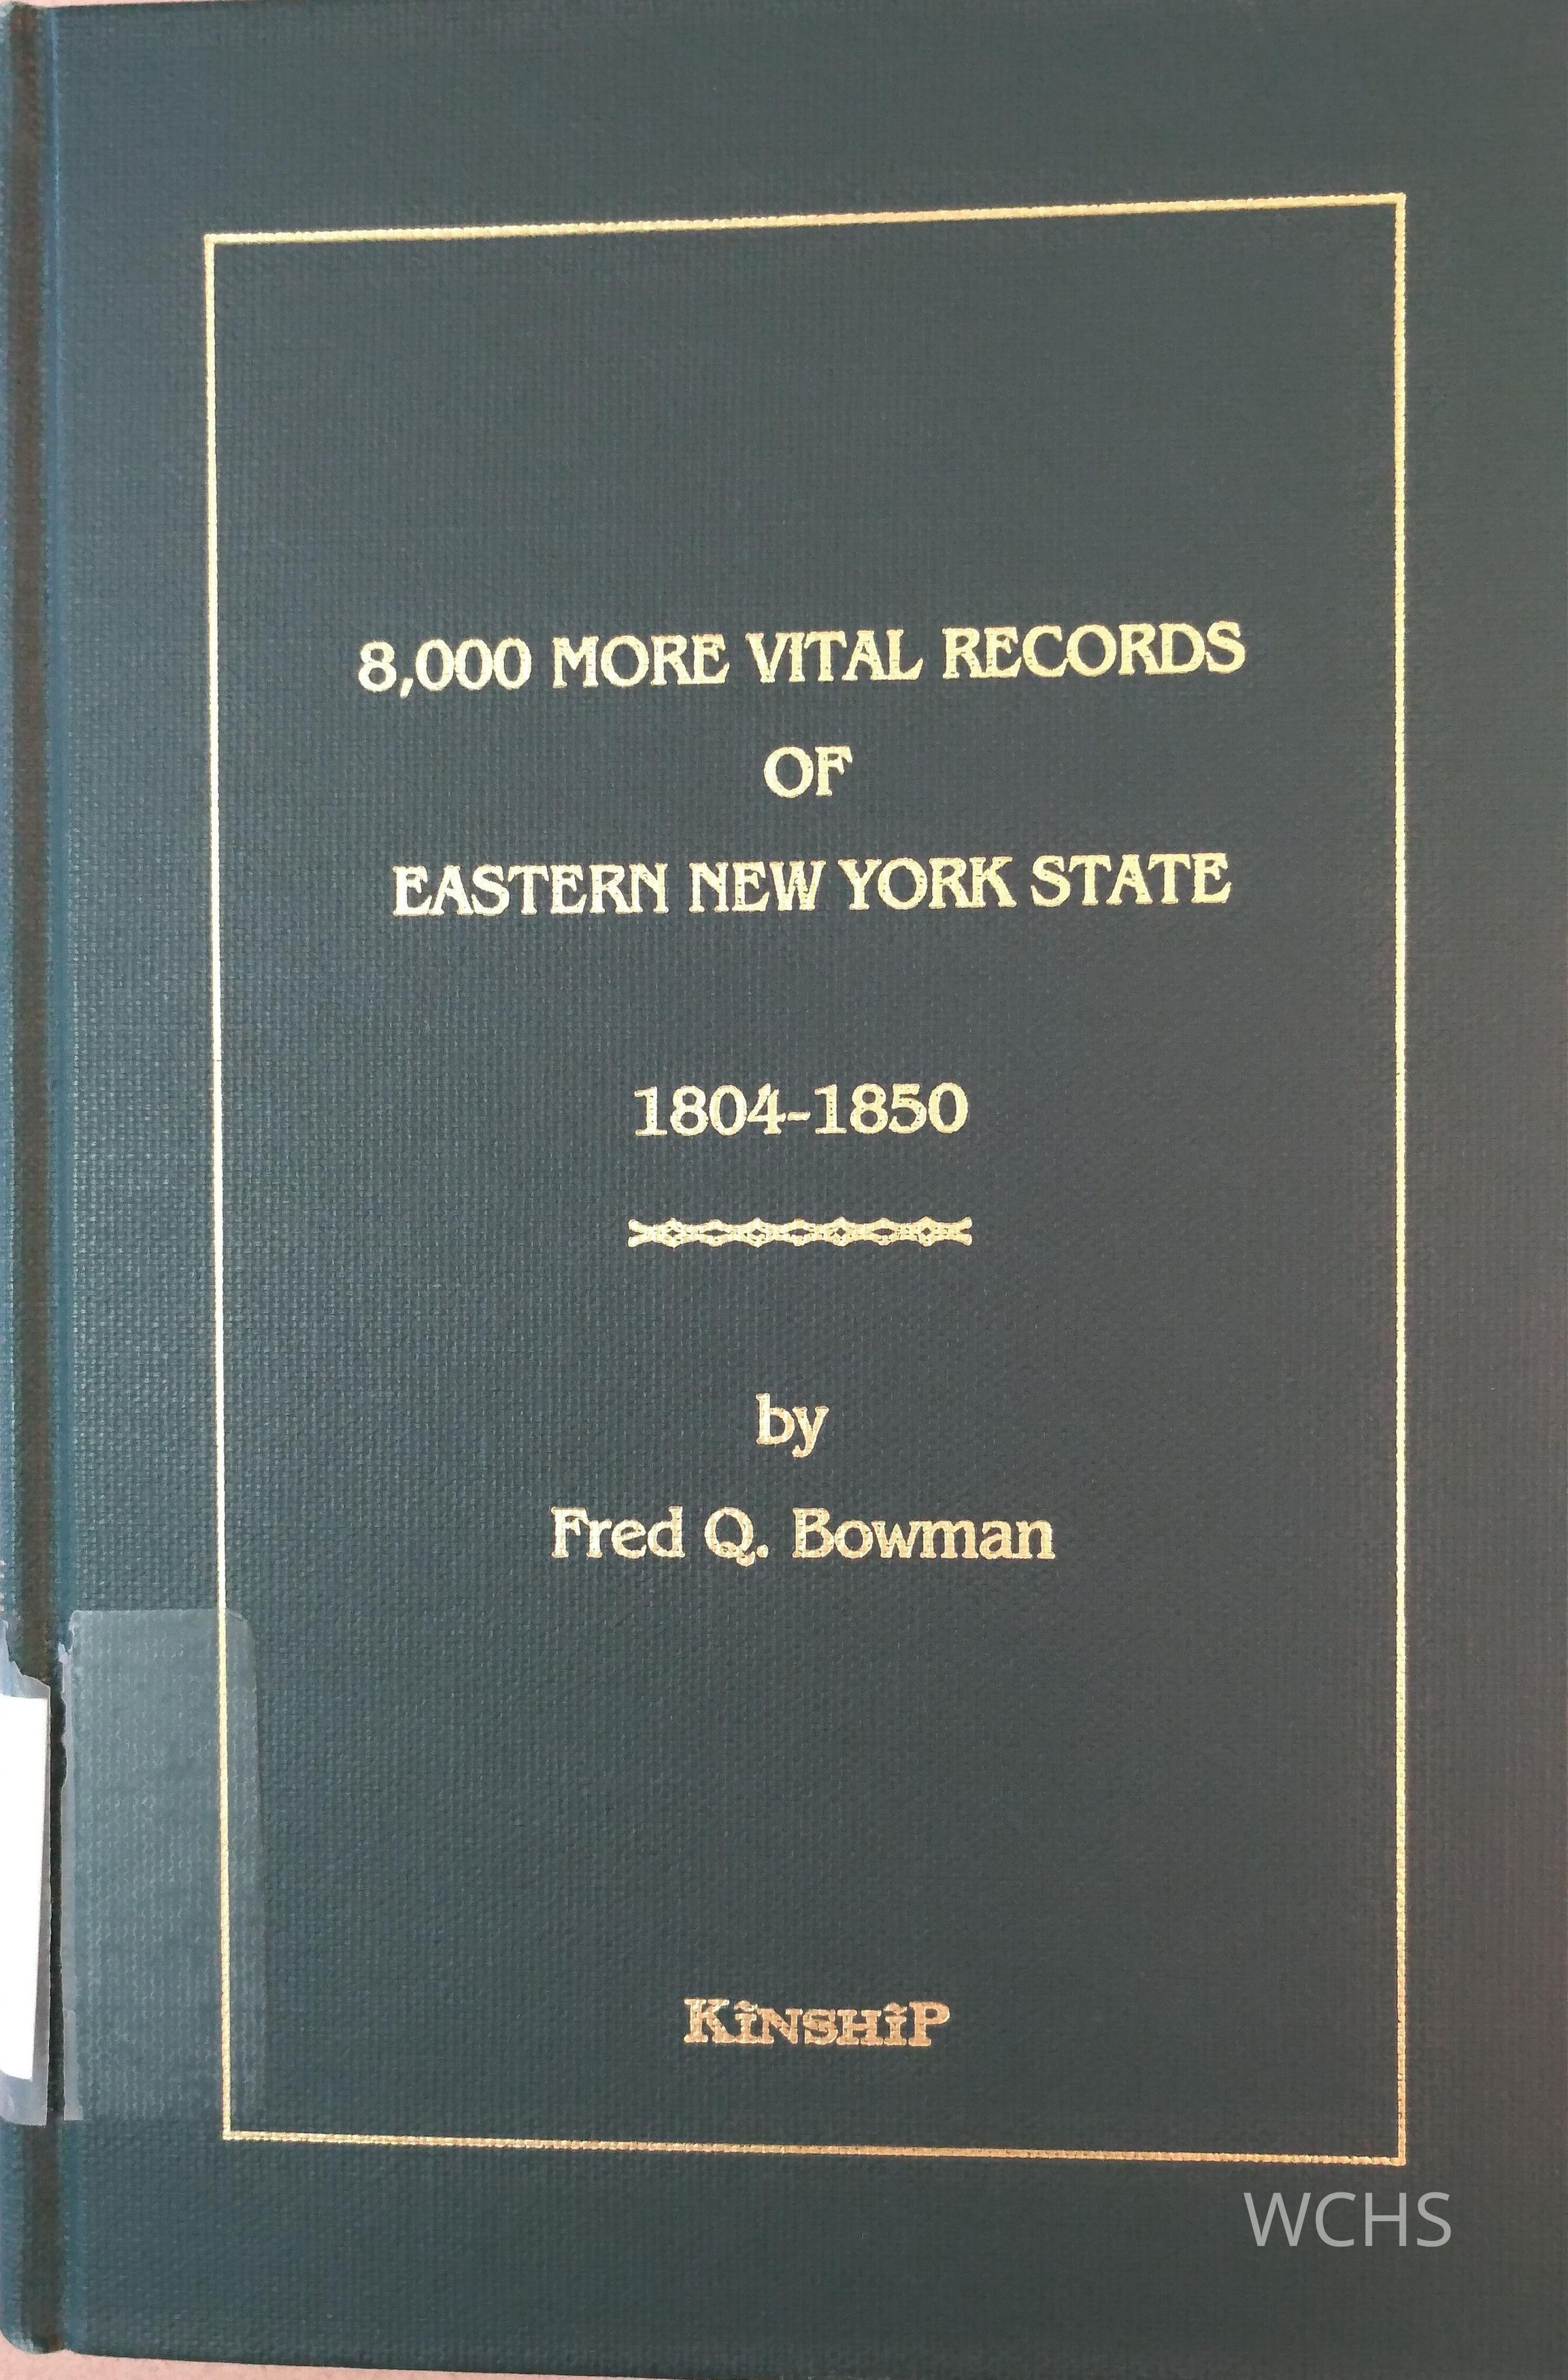 8,000 MORE VITAL RECORDS
OF
EASTERN NEW YORK STATE
1804-1850
by
Fred Q. Bowman
KiNSHiP
WCHS